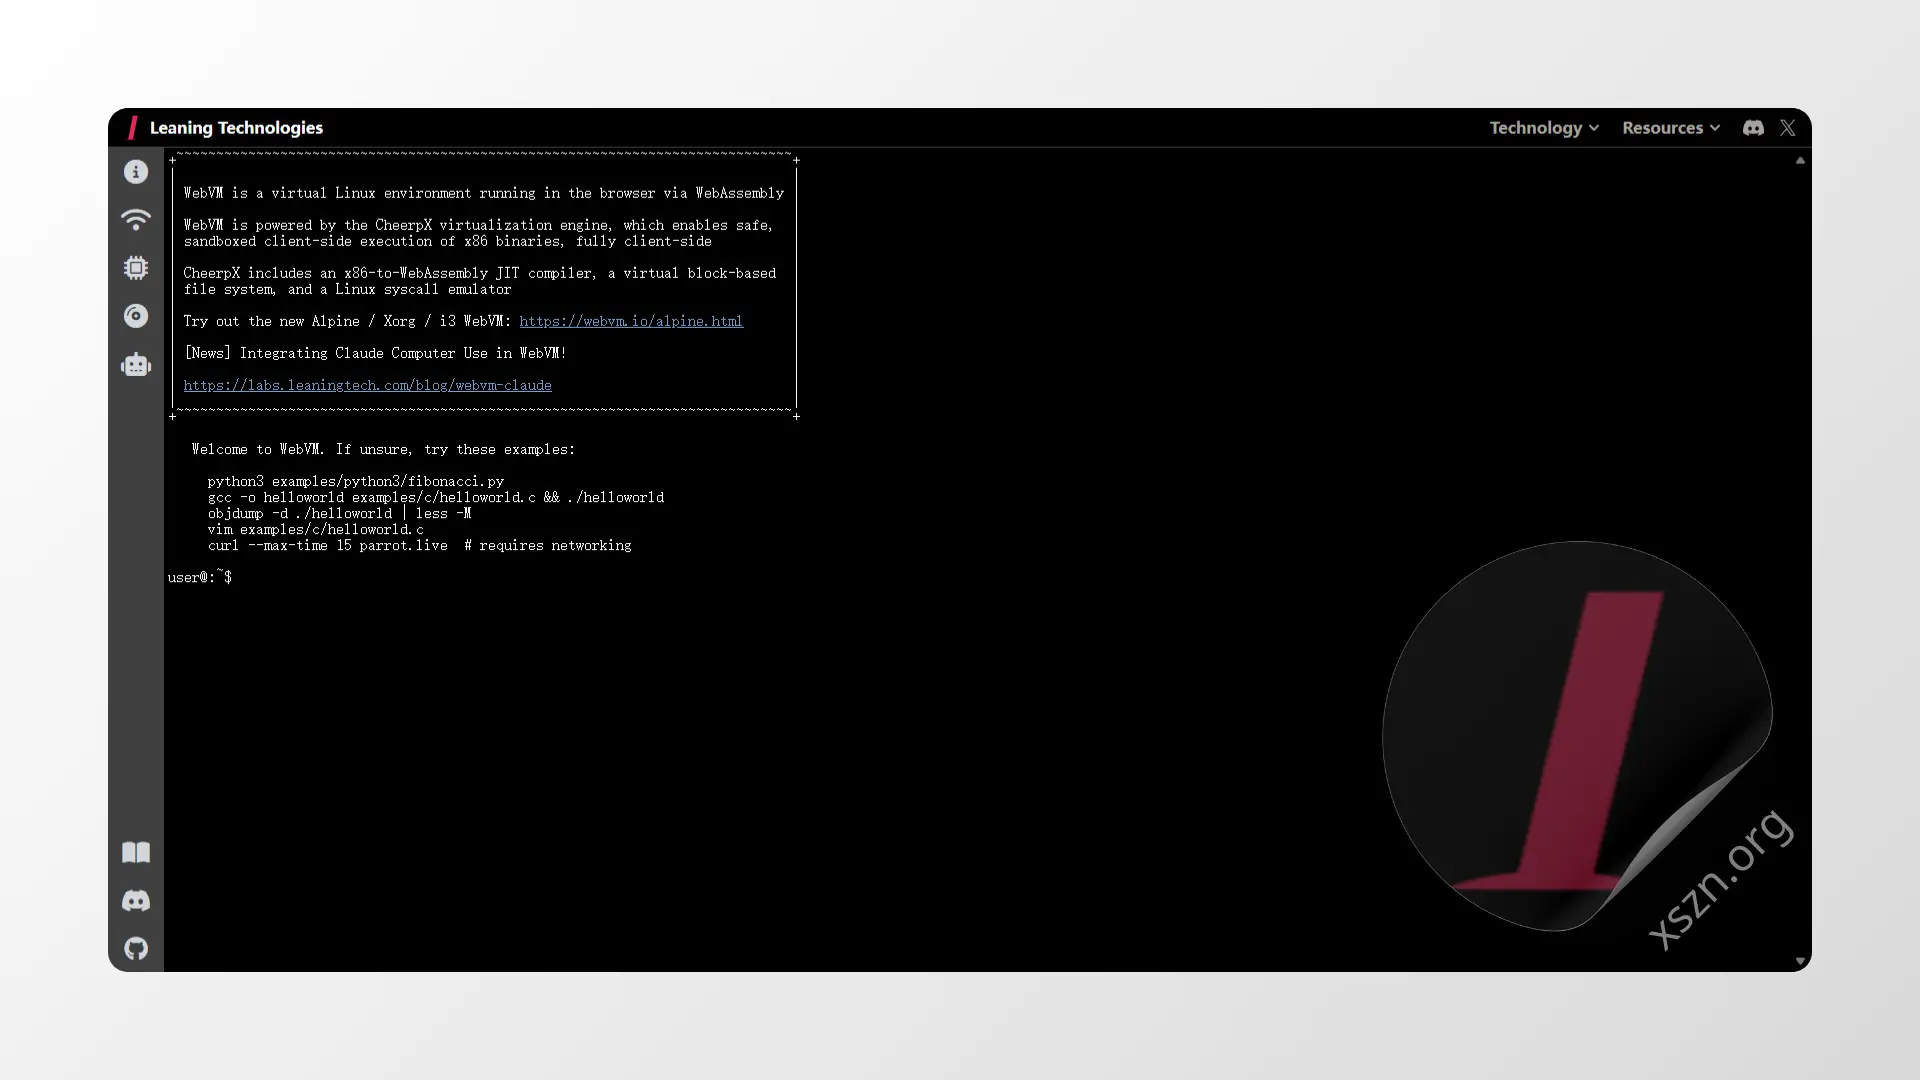 Leaning Technologies
Technology
Resources
WebVM is a virtual Linux environment running in the browser via WebAssembly
WebVM is powered by the CheerpX virtualization engine, which enables safe,
sandboxed client-side execution of x86 binaries, fully client-side
CheerpX includes an x86-to-WebAssembly JIT compiler, a virtual block-based
file system, and a Linux syscall emulator
Try out the new Alpine / Xorg / i3 WebVM: https://webvm.io/alpine.html
[News] Integrating Claude Computer Use in WebVM!
https://labs.leaningtech.com/blog/webvm-claude
Welcome to WebVM. If unsure, try these examples:
python3 examples/python3/fibonacci.py
gcc -o helloworld examples/c/helloworld.c && ./helloworld
objdump -d ./helloworld | less -M
vim examples/c/helloworld.c
curl --max-time 15 parrot.live  # requires networking
user@:~$
xszn.org